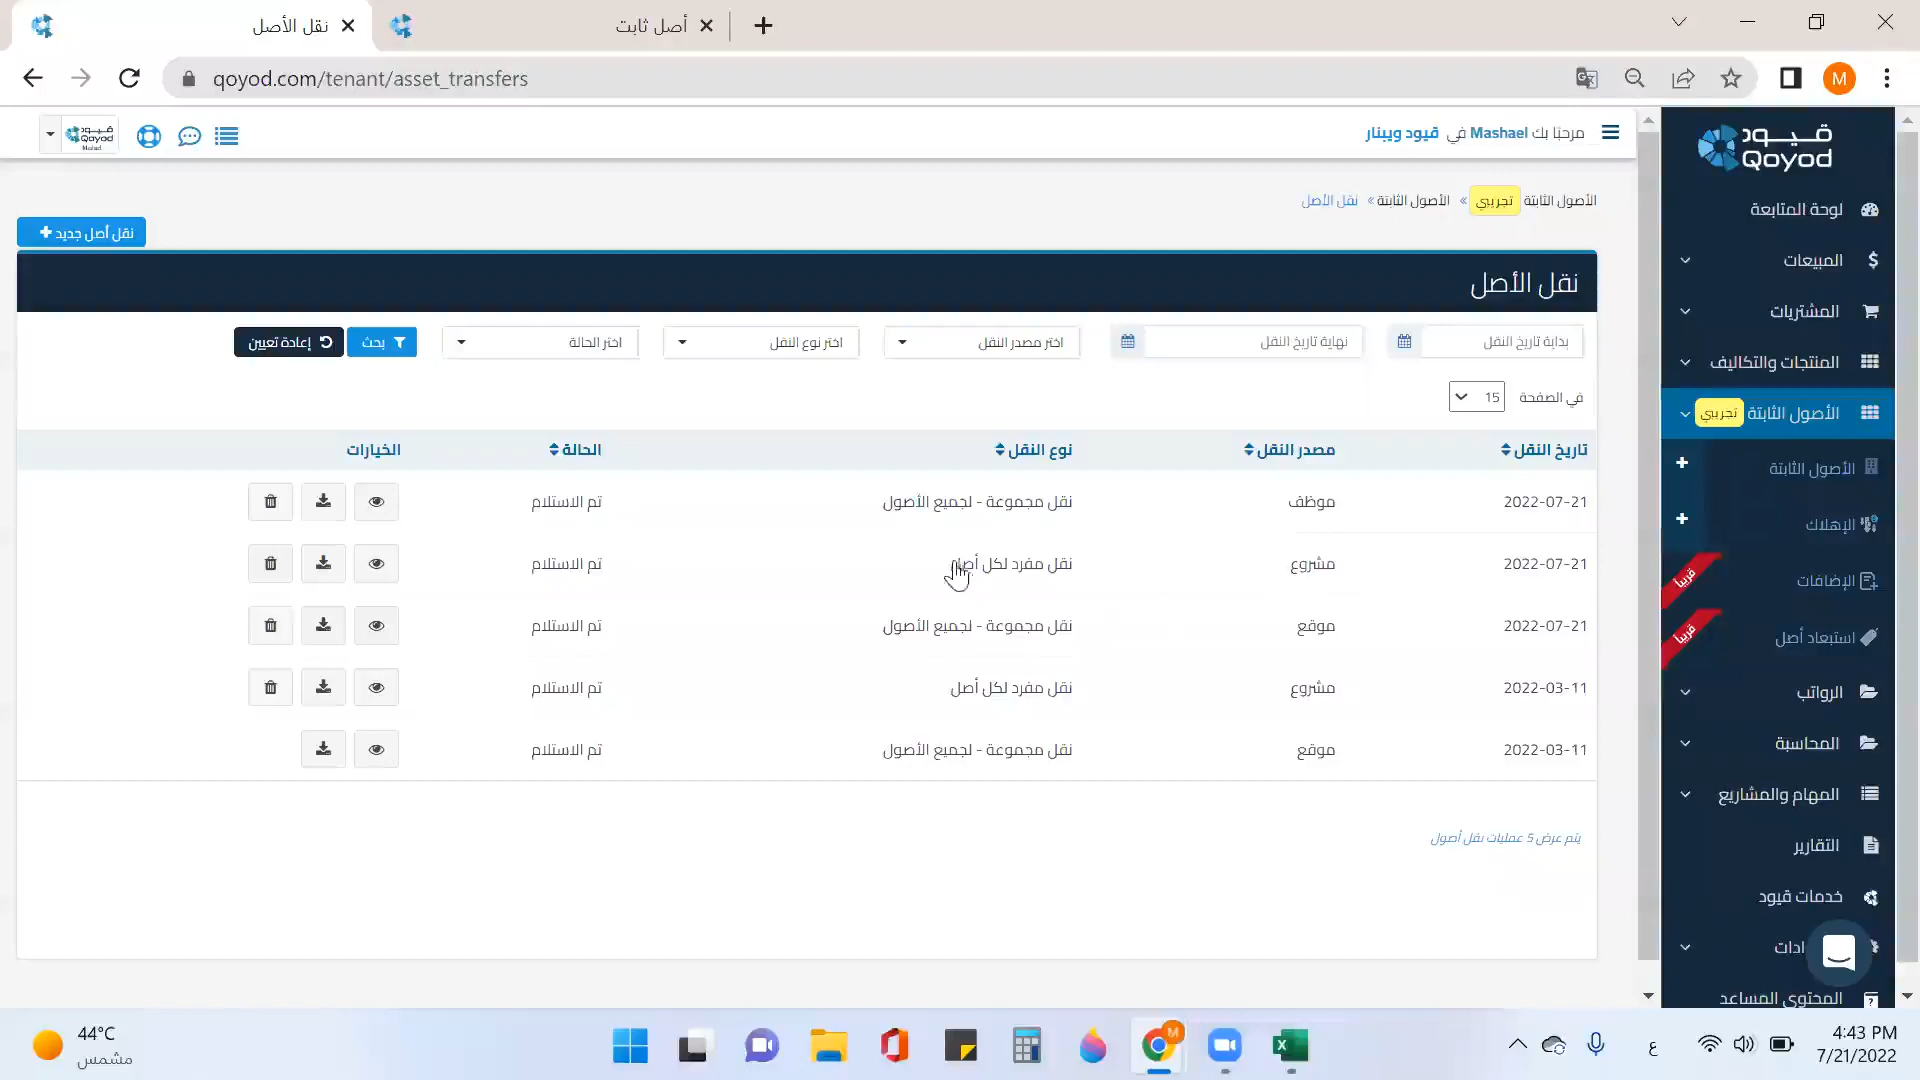 نقل الأصل
أصل ثابت
qoyod.com/tenant/asset_transfers
M
قيود
Qoyod
مرحبًا بك Mashael في قيود ويبنار
الأصول الثابتة تجريبي » الأصول الثابتة » نقل الأصل
نقل أصل جديد +
نقل الأصل
بداية تاريخ النقل
نهاية تاريخ النقل
اختر مصدر النقل
اختر نوع النقل
اختر الحالة
بحث
إعادة تعيين
في الصفحة 15
تاريخ النقل مصدر النقل نوع النقل الحالة الخيارات
2022-07-21 موظف نقل مجموعة - لجميع الأصول تم الاستلام
2022-07-21 مشروع نقل مفرد لكل أصل تم الاستلام
2022-07-21 موقع نقل مجموعة - لجميع الأصول تم الاستلام
2022-03-11 مشروع نقل مفرد لكل أصل تم الاستلام
2022-03-11 موقع نقل مجموعة - لجميع الأصول تم الاستلام
يتم عرض 5 عمليات نقل أصول
قيود
Qoyod
لوحة المتابعة
المبيعات
المشتريات
المنتجات والتكاليف
الأصول الثابتة تجريبي
الأصول الثابتة
الإهلاك
الإضافات
قريبا
استبعاد أصل
قريبا
الرواتب
المحاسبة
المهام والمشاريع
التقارير
خدمات قيود
ادات
المحتوى المساعد
44°C
مشمس
M
ع
4:43 PM
7/21/2022